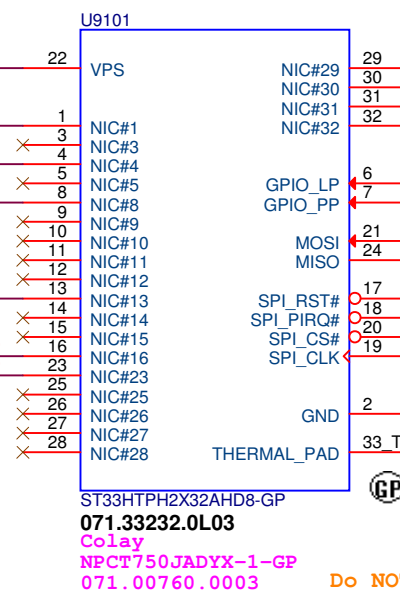 U9101
22 VPS
1 NIC#1
3 NIC#3
4 NIC#4
5 NIC#5
8 NIC#8
9 NIC#9
10 NIC#10
11 NIC#11
12 NIC#12
13 NIC#13
14 NIC#14
15 NIC#15
16 NIC#16
23 NIC#23
25 NIC#25
26 NIC#26
27 NIC#27
28 NIC#28
NIC#29 29
NIC#30 30
NIC#31 31
NIC#32 32
GPIO_LP 6
GPIO_PP 7
MOSI 21
MISO 24
SPI_RST# 17
SPI_PIRQ# 18
SPI_CS# 20
SPI_CLK 19
GND 2
THERMAL_PAD 33_T
GP
ST33HTPH2X32AHD8-GP
071.33232.0L03
Colay
NPCT750JADYX-1-GP
071.00760.0003
Do NO